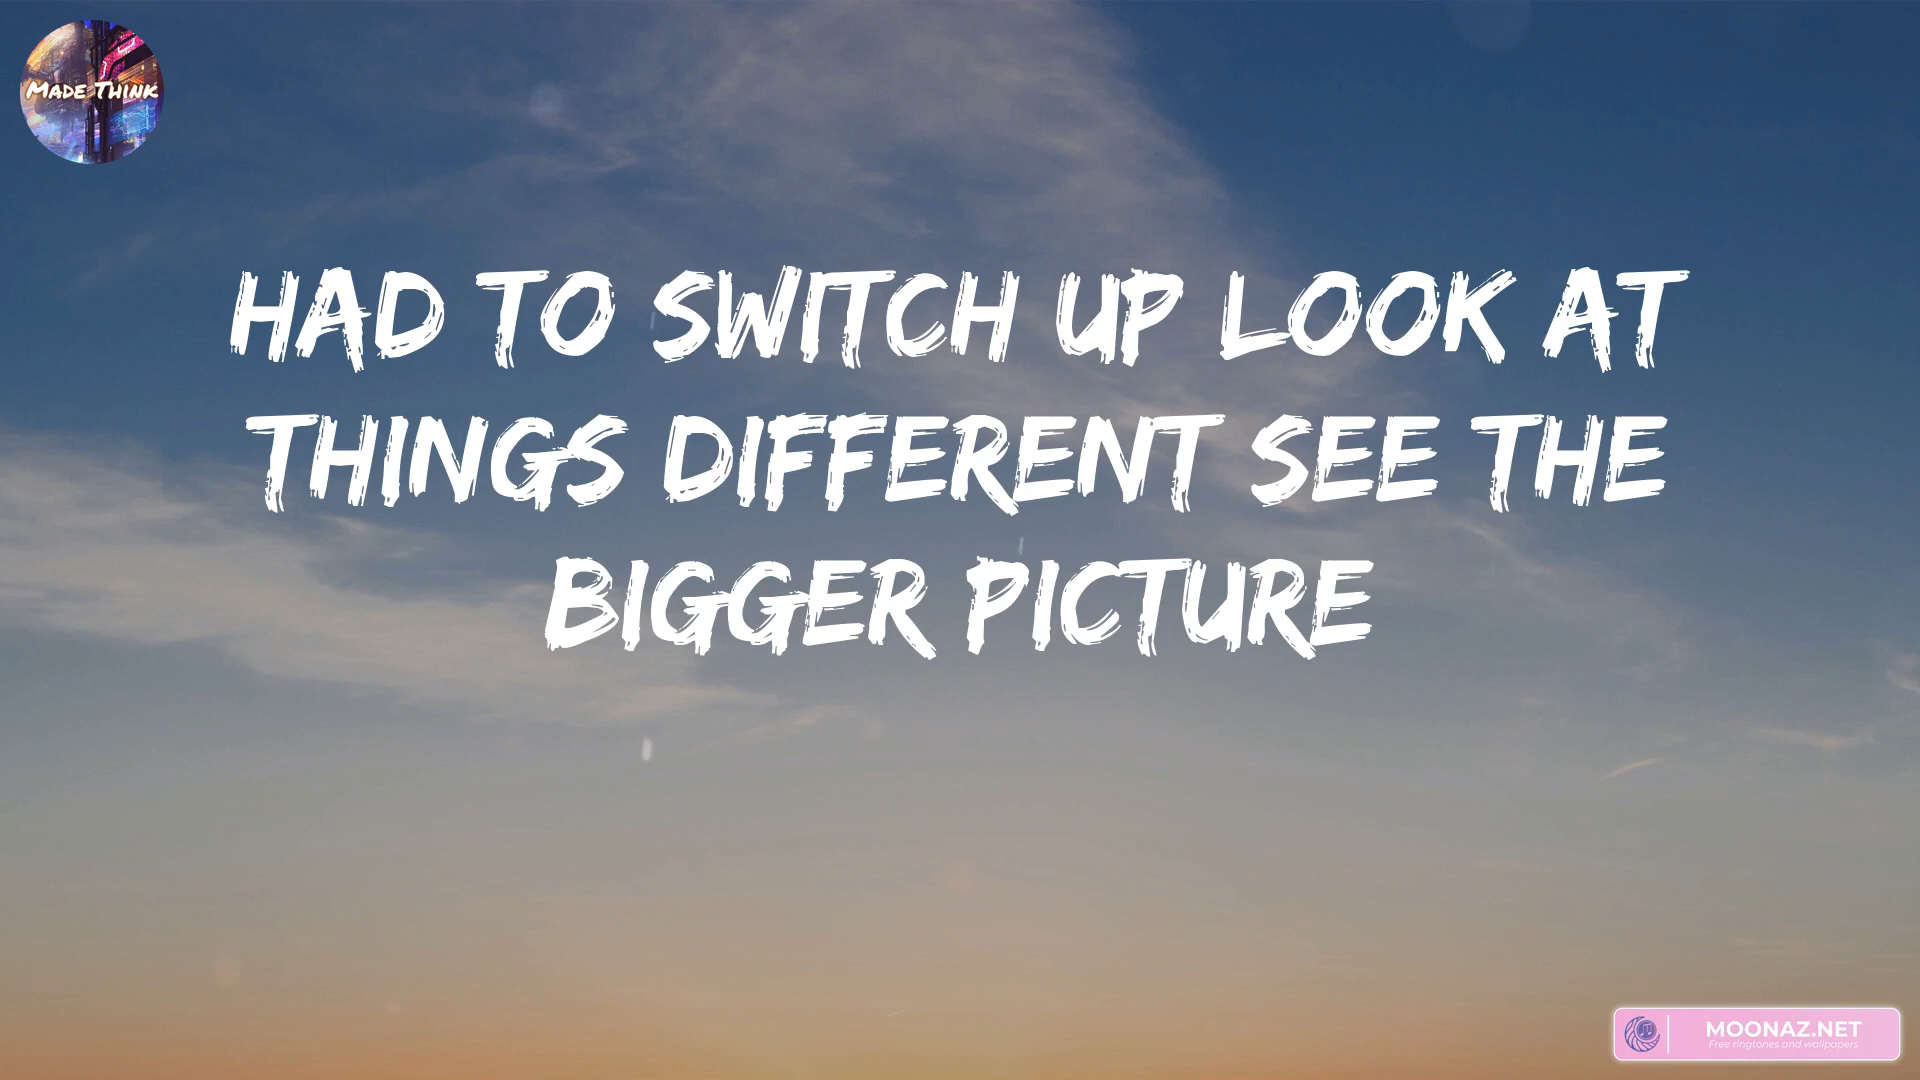 Made Think
HAD TO SWITCH UP LOOK AT
THINGS DIFFERENT SEE THE
BIGGER PICTURE
MOONAZ.NET
Free ringtones and wallpapers